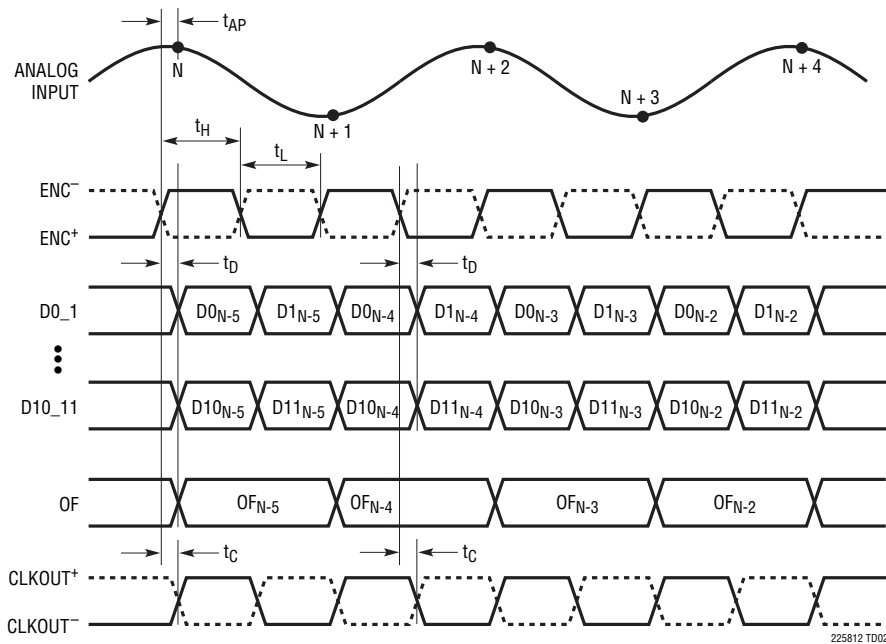 tAP
ANALOG INPUT
N
N + 1
N + 2
N + 3
N + 4
tH
tL
ENC–
ENC+
tD
tD
D0_1
D0N-5
D1N-5
D0N-4
D1N-4
D0N-3
D1N-3
D0N-2
D1N-2
D10_11
D10N-5
D11N-5
D10N-4
D11N-4
D10N-3
D11N-3
D10N-2
D11N-2
OF
OFN-5
OFN-4
OFN-3
OFN-2
tC
tC
CLKOUT+
CLKOUT–
225812 TD02